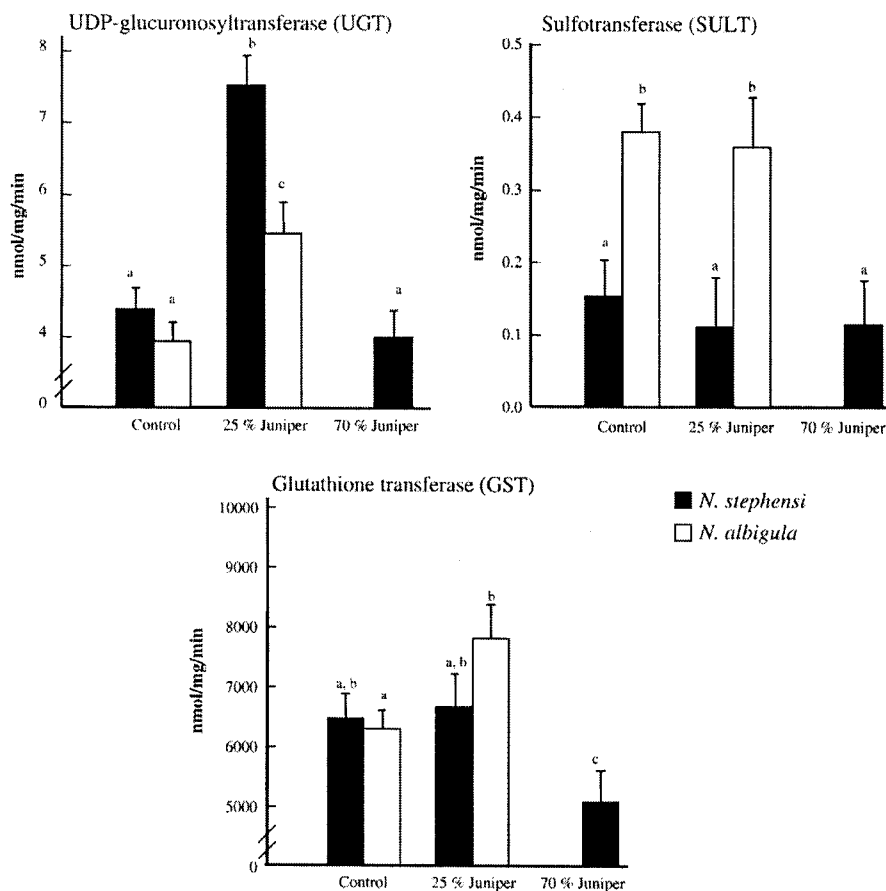 UDP-glucuronosyltransferase (UGT)
8
7
6
5
4
0
nmol/mg/min
a
a
b
c
a
Control
25 % Juniper
70 % Juniper
Sulfotransferase (SULT)
0.5
0.4
0.3
0.2
0.1
0.0
nmol/mg/min
a
b
a
b
a
Control
25 % Juniper
70 % Juniper
Glutathione transferase (GST)
10000
9000
8000
7000
6000
5000
0
nmol/mg/min
a, b
a
a, b
b
c
Control
25 % Juniper
70 % Juniper
N. stephensi
N. albigula